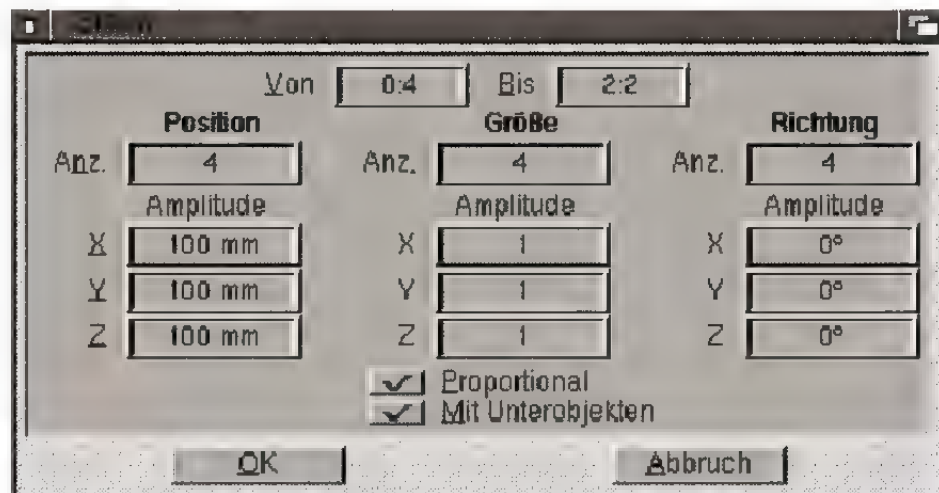 Von 0:4 Bis 2:2
Position Größe Richtung
Anz. 4 Anz. 4 Anz. 4
Amplitude Amplitude Amplitude
X 100 mm X 1 X 0°
Y 100 mm Y 1 Y 0°
Z 100 mm Z 1 Z 0°
Proportional
Mit Unterobjekten
OK Abbruch